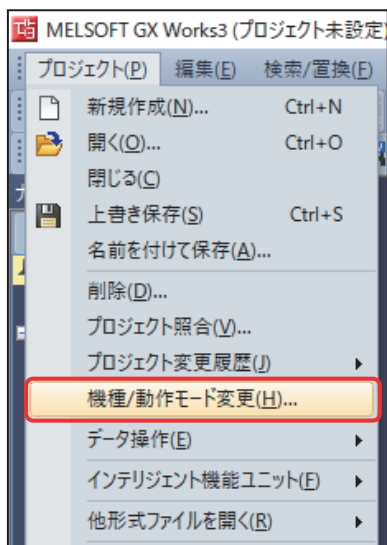 MELSOFT GX Works3 (プロジェクト未設定)
プロジェクト(P) 編集(E) 検索/置換(F)
新規作成(N)... Ctrl+N
開く(O)... Ctrl+O
閉じる(C)
上書き保存(S) Ctrl+S
名前を付けて保存(A)...
削除(D)...
プロジェクト照合(V)...
プロジェクト変更履歴(J)
機種/動作モード変更(H)...
データ操作(E)
インテリジェント機能ユニット(F)
他形式ファイルを開く(R)